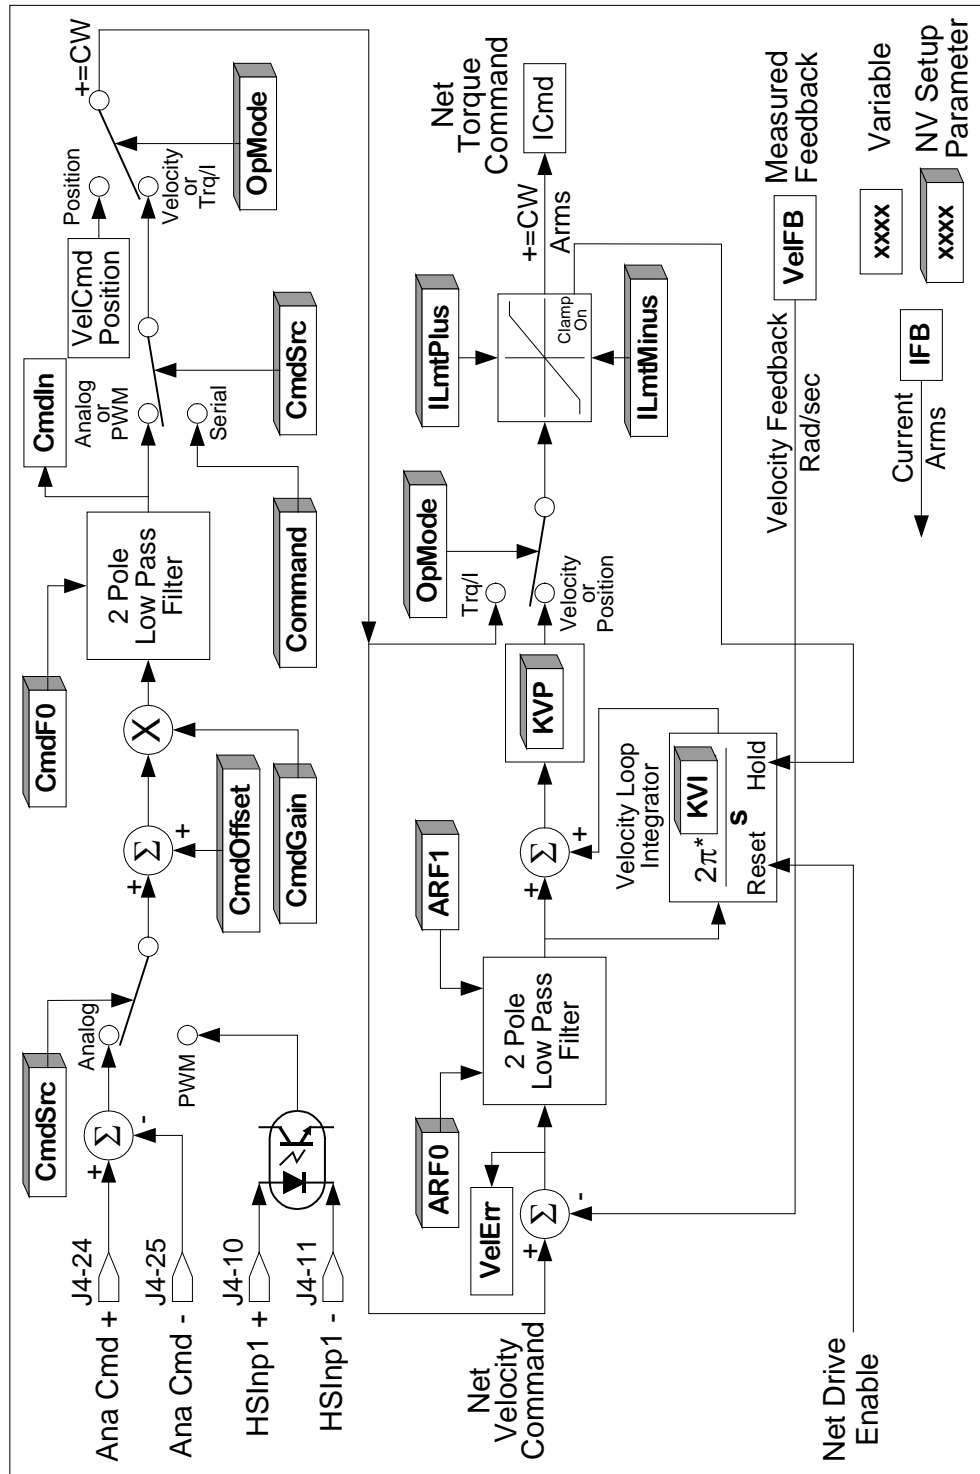 Ana Cmd +
J4-24
Ana Cmd -
J4-25
HSInp1 +
J4-10
HSInp1 -
J4-11
+
Σ
-
CmdSrc
Analog
PWM
+
Σ
+
CmdOffset
X
CmdGain
CmdF0
2 Pole
Low Pass
Filter
CmdIn
Analog
or
PWM
Serial
Command
CmdSrc
VelCmd
Position
Position
Velocity
or
Trq/I
OpMode
+=CW
Net
Velocity
Command
+
Σ
-
VelErr
ARF0
2 Pole
Low Pass
Filter
ARF1
+
Σ
+
Velocity Loop
Integrator
2π*
KVI
s
Reset
Hold
KVP
Trq/I
Velocity
or
Position
OpMode
ILmtPlus
Clamp
On
ILmtMinus
+=CW
Arms
Net
Torque
Command
ICmd
Velocity Feedback
Rad/sec
VelFB
Measured
Feedback
Net Drive
Enable
Current
Arms
IFB
xxxx
Variable
xxxx
NV Setup
Parameter